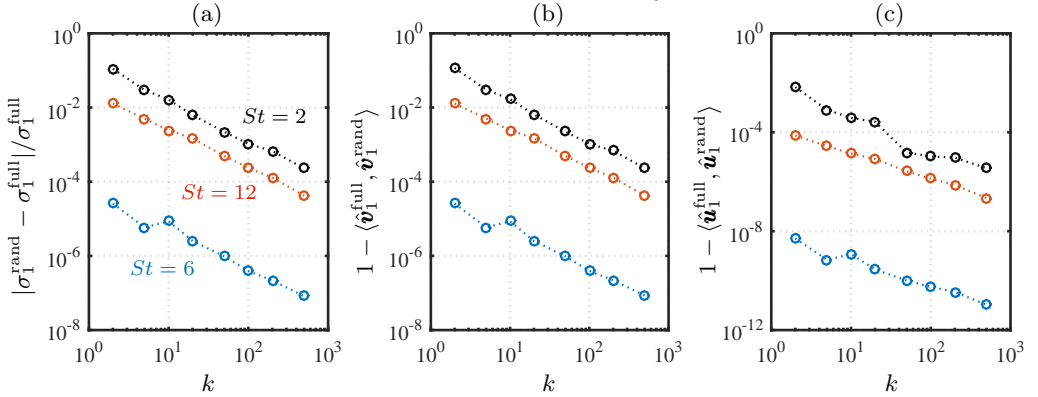 (a)
(b)
(c)
10^0
10^-2
10^-4
10^-6
10^-8
10^0
10^1
10^2
10^3
|σ_1^rand − σ_1^full|/σ_1^full
k
St = 2
St = 12
St = 6
10^0
10^-2
10^-4
10^-6
10^-8
10^0
10^1
10^2
10^3
1 − ⟨v̂_1^full, v̂_1^rand⟩
k
10^0
10^-4
10^-8
10^-12
10^0
10^1
10^2
10^3
1 − ⟨û_1^full, û_1^rand⟩
k